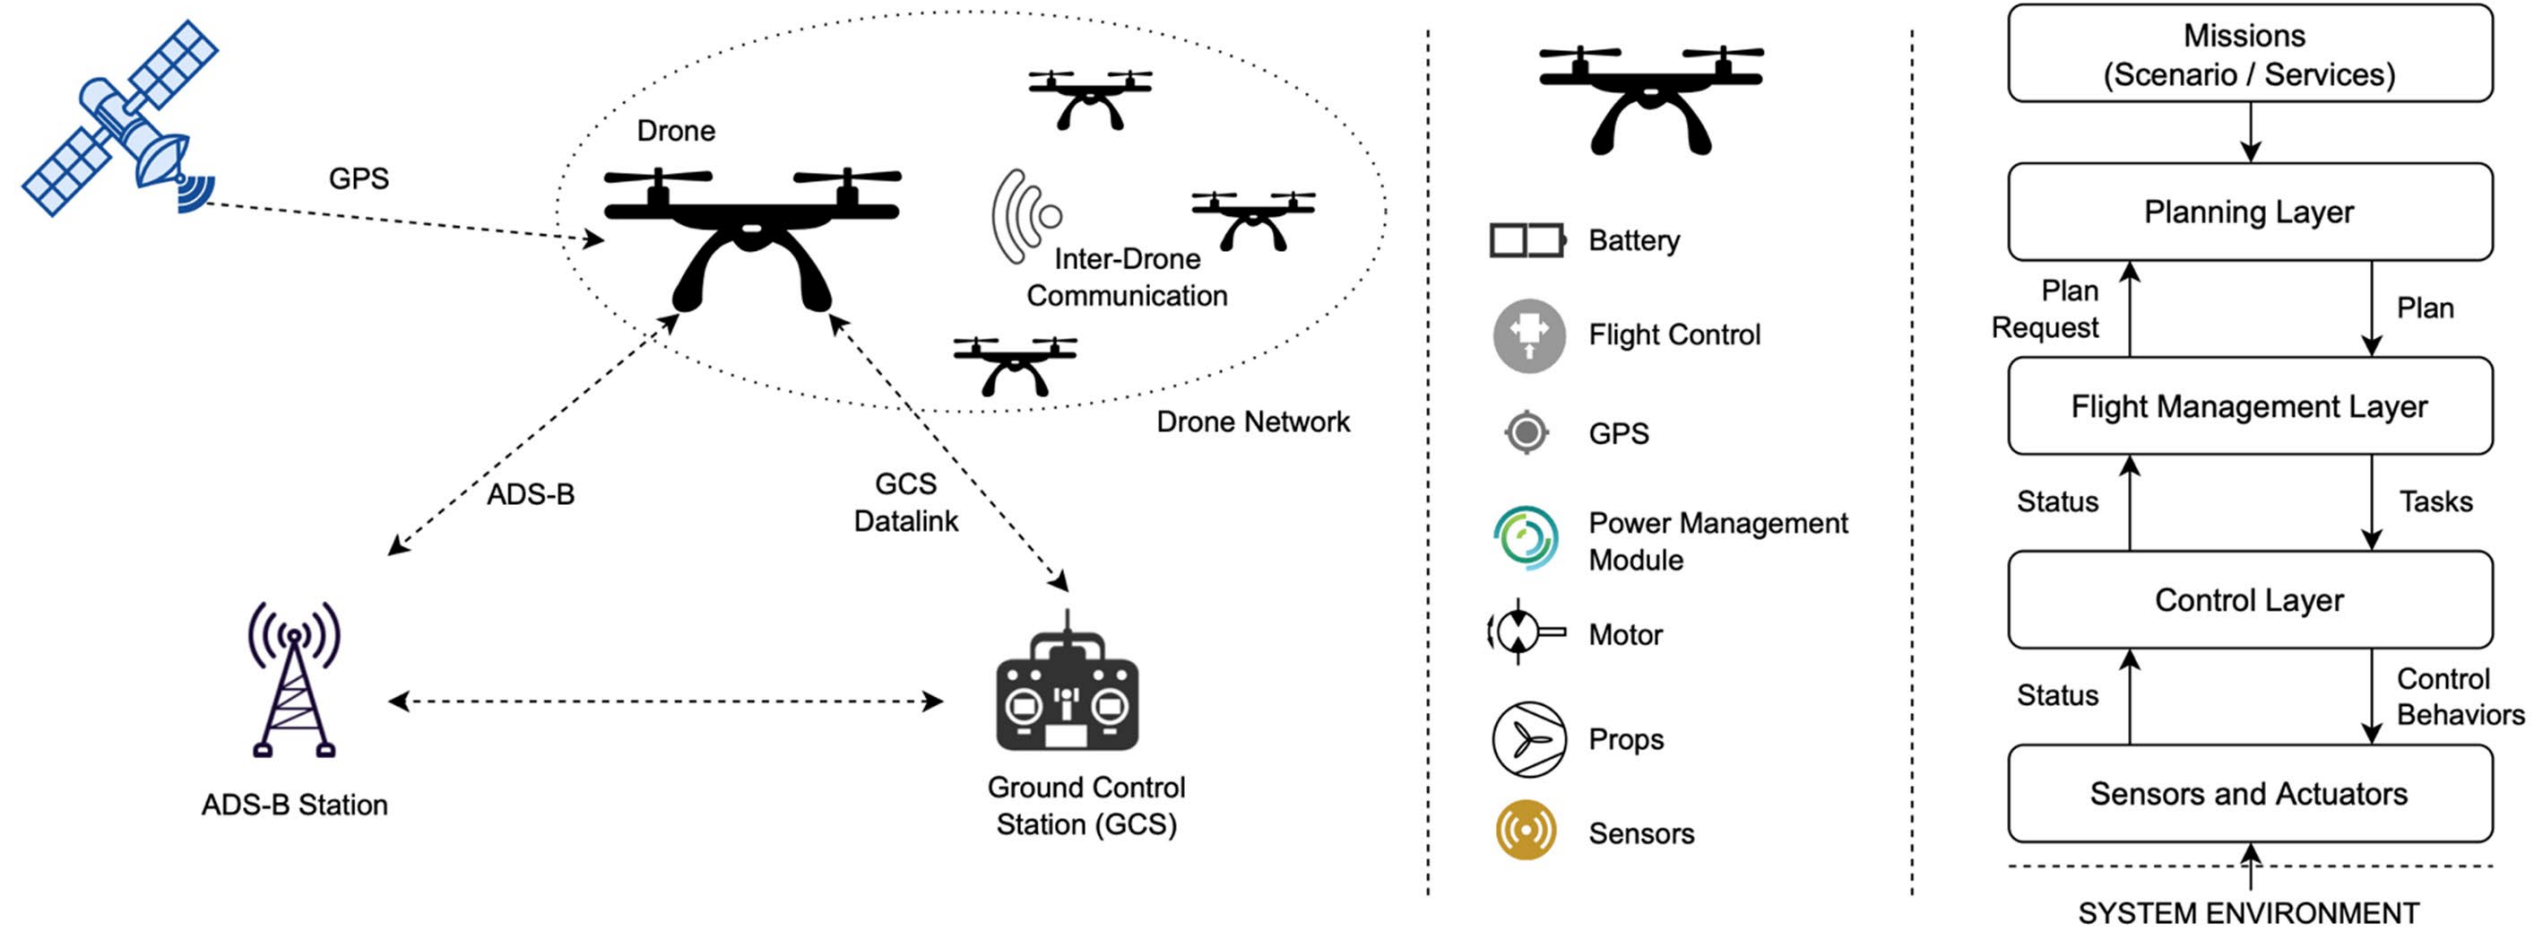 GPS
Drone
Inter-Drone
Communication
Drone Network
ADS-B
GCS
Datalink
ADS-B Station
Ground Control
Station (GCS)
Battery
Flight Control
GPS
Power Management
Module
Motor
Props
Sensors
Missions
(Scenario / Services)
Planning Layer
Plan
Request
Plan
Flight Management Layer
Status
Tasks
Control Layer
Status
Control
Behaviors
Sensors and Actuators
SYSTEM ENVIRONMENT